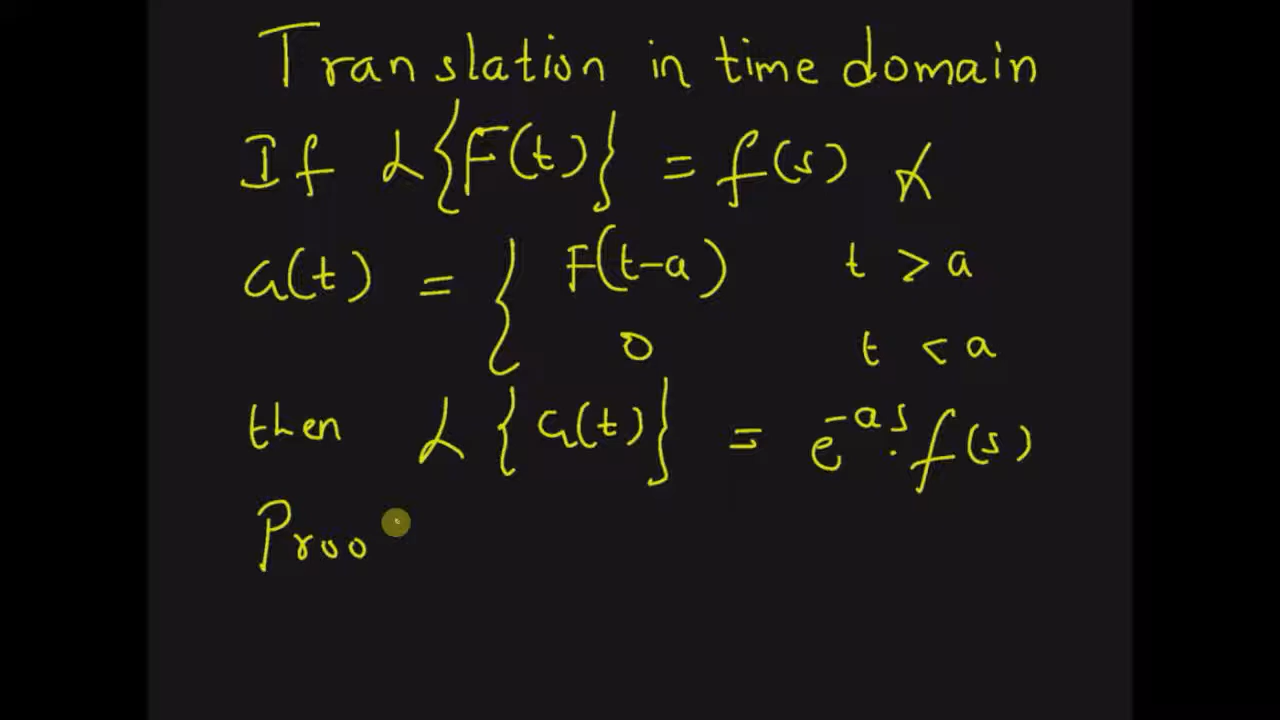 Translation in time domain
If L{F(t)} = f(s) &
G(t) = { F(t-a) t > a
0 t < a
then L{G(t)} = e^-as . f(s)
Proo